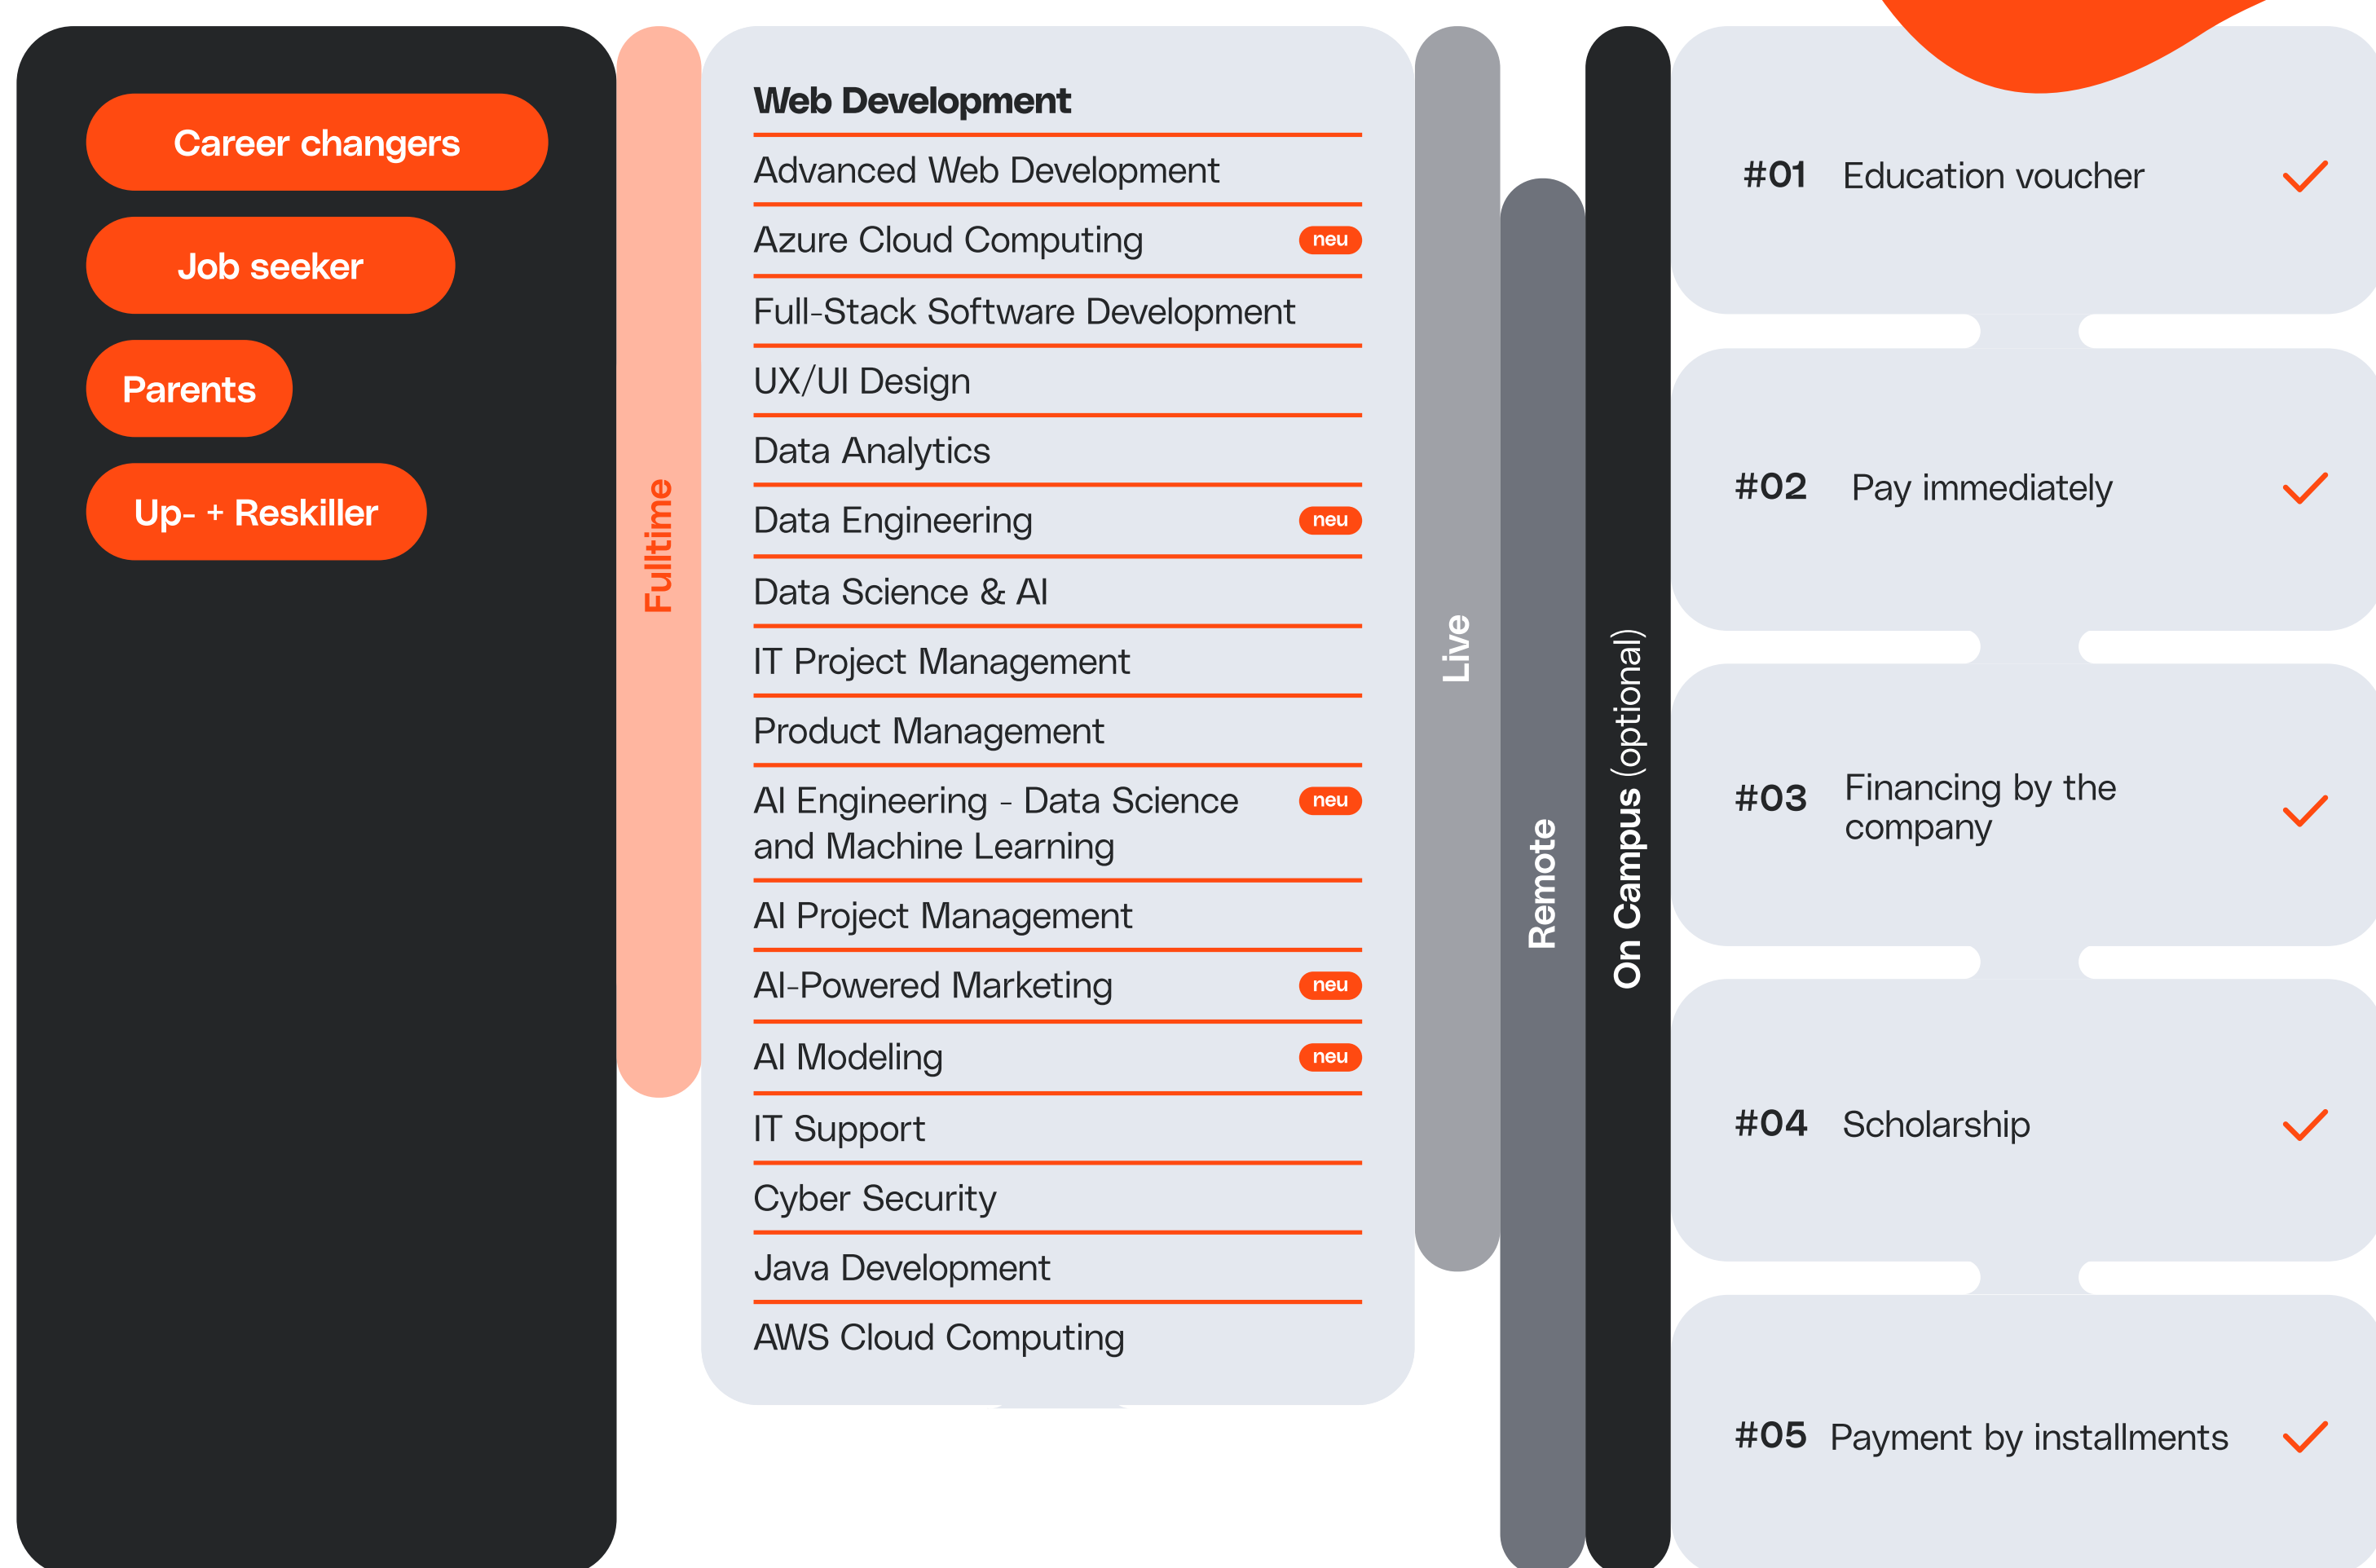 Career changers
Job seeker
Parents
Up- + Reskiller
Fulltime
Web Development
Advanced Web Development
Azure Cloud Computing neu
Full-Stack Software Development
UX/UI Design
Data Analytics
Data Engineering neu
Data Science & AI
IT Project Management
Product Management
AI Engineering - Data Science neu
and Machine Learning
AI Project Management
AI-Powered Marketing neu
AI Modeling neu
IT Support
Cyber Security
Java Development
AWS Cloud Computing
Live
Remote
On Campus (optional)
#01 Education voucher
#02 Pay immediately
#03 Financing by the
company
#04 Scholarship
#05 Payment by installments